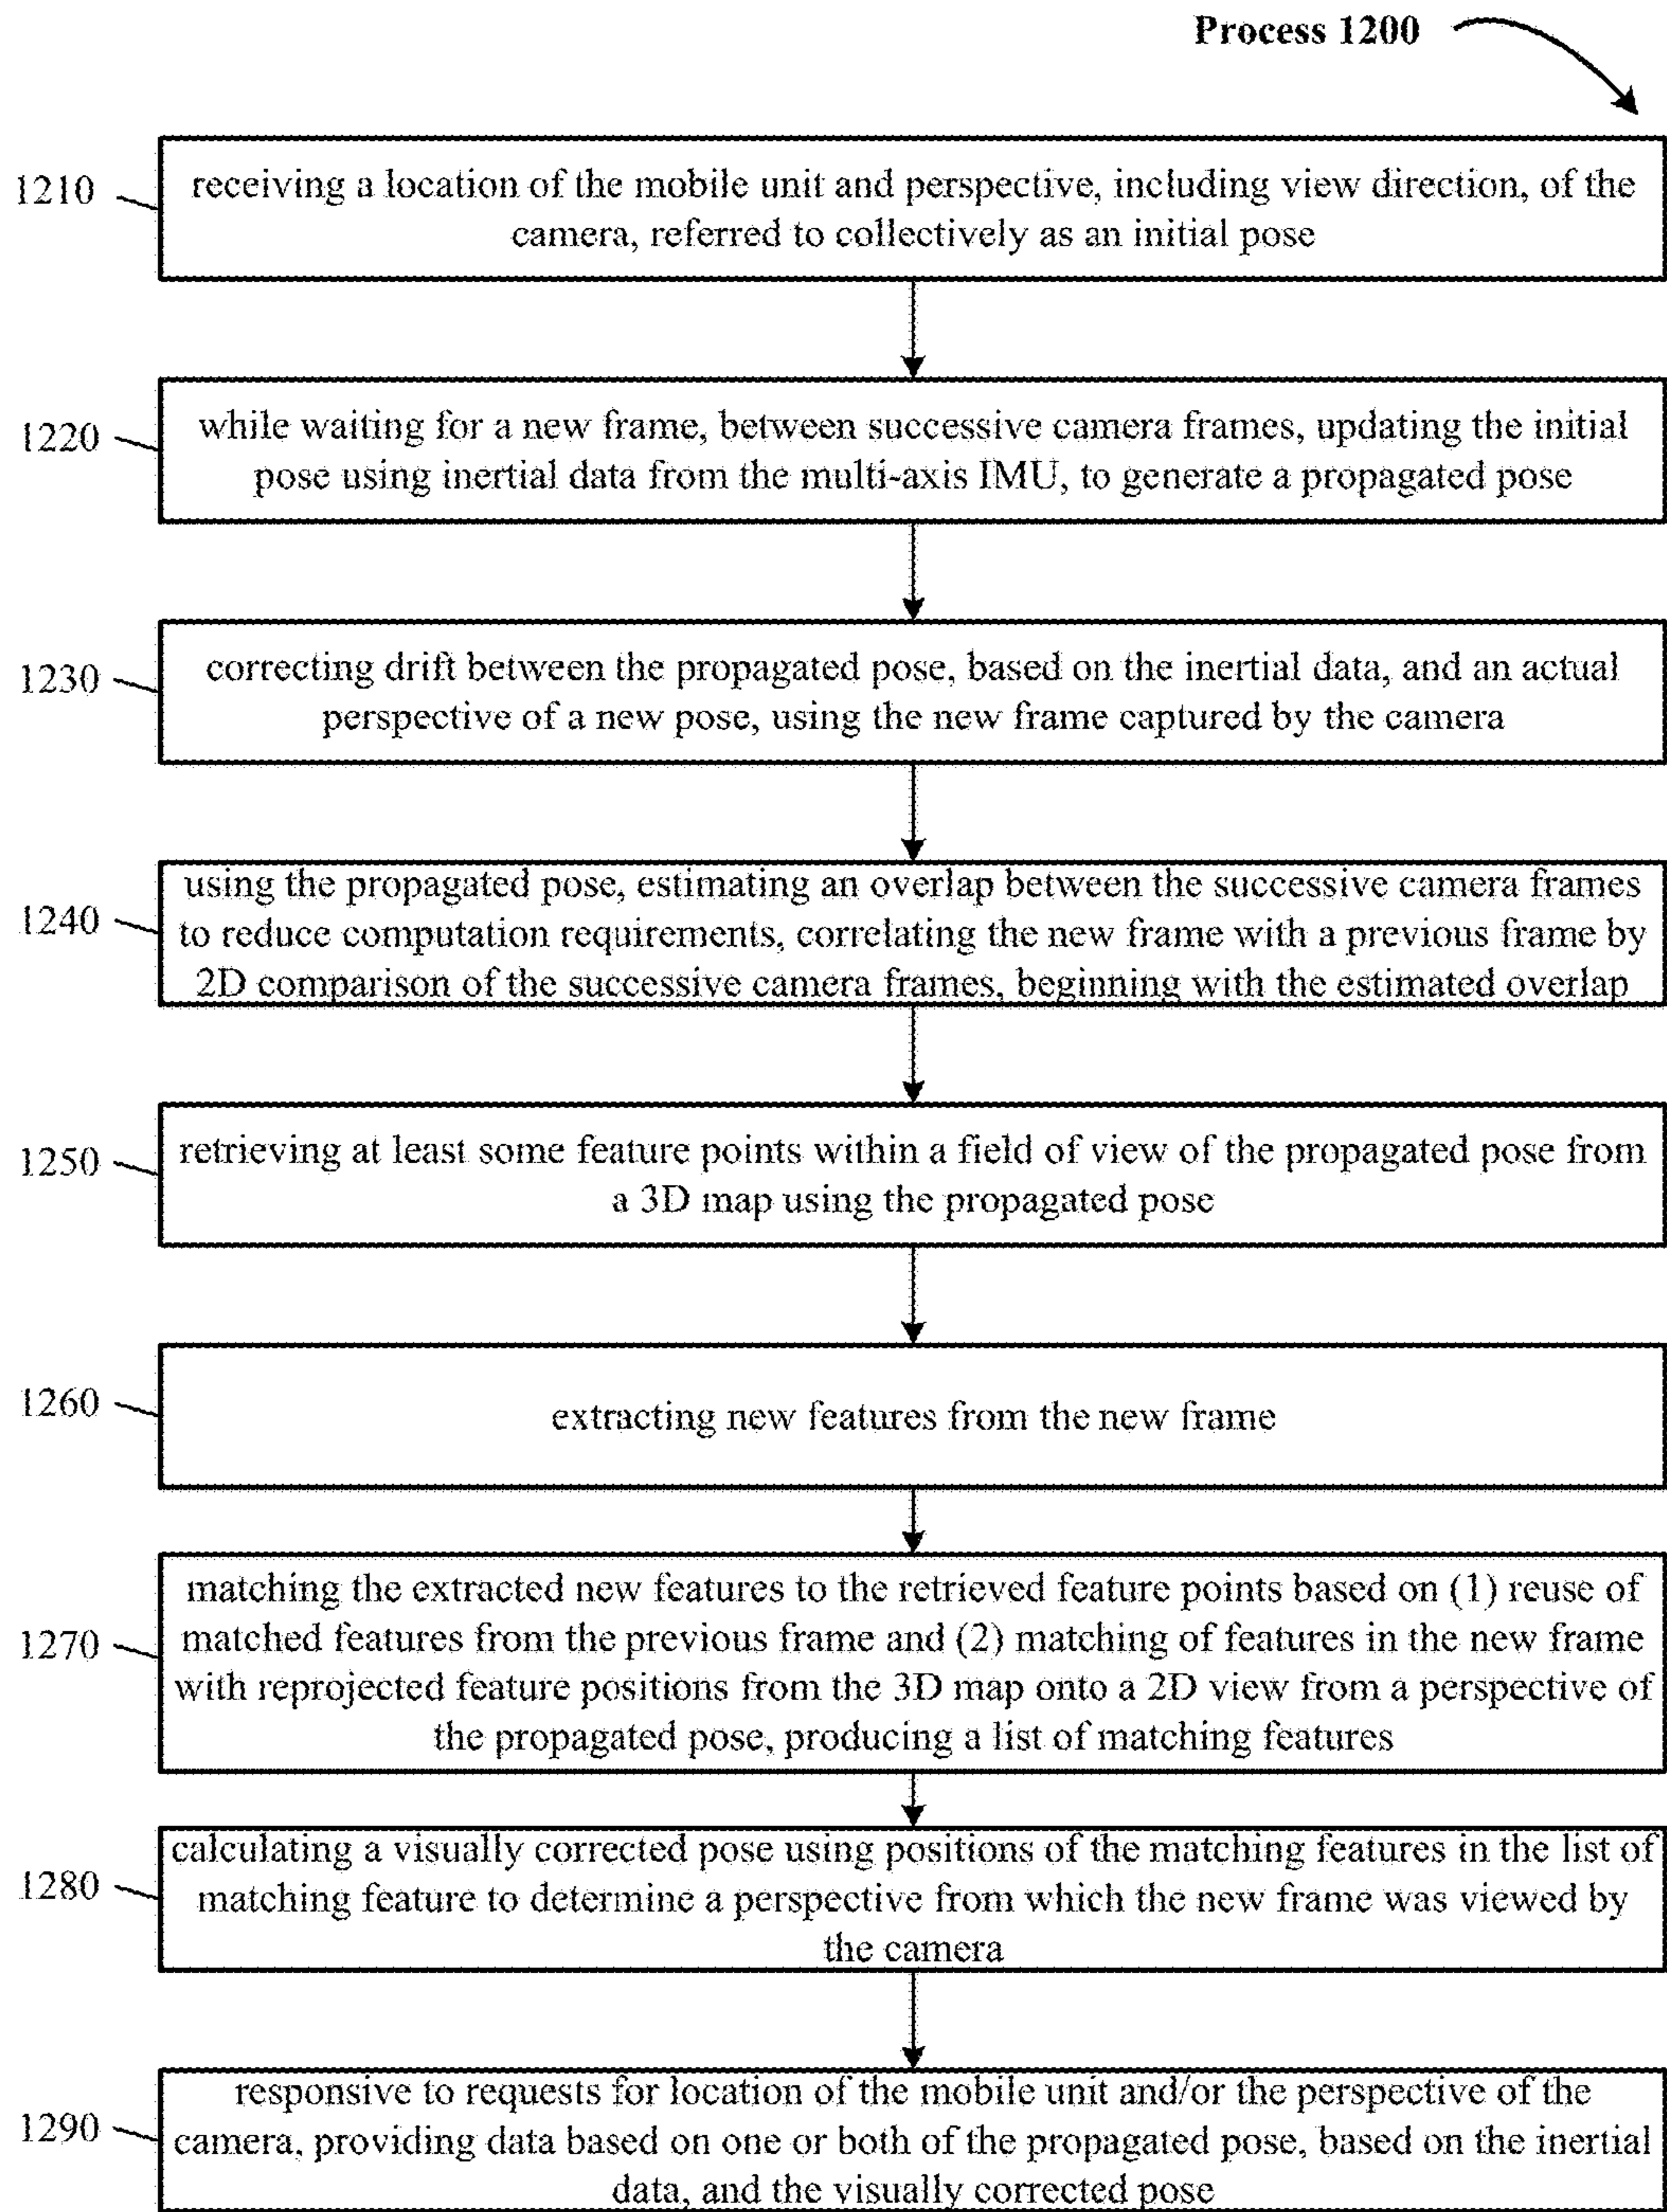 Process 1200
1210
receiving a location of the mobile unit and perspective, including view direction, of the
camera, referred to collectively as an initial pose
1220
while waiting for a new frame, between successive camera frames, updating the initial
pose using inertial data from the multi-axis IMU, to generate a propagated pose
1230
correcting drift between the propagated pose, based on the inertial data, and an actual
perspective of a new pose, using the new frame captured by the camera
1240
using the propagated pose, estimating an overlap between the successive camera frames
to reduce computation requirements, correlating the new frame with a previous frame by
2D comparison of the successive camera frames, beginning with the estimated overlap
1250
retrieving at least some feature points within a field of view of the propagated pose from
a 3D map using the propagated pose
1260
extracting new features from the new frame
1270
matching the extracted new features to the retrieved feature points based on (1) reuse of
matched features from the previous frame and (2) matching of features in the new frame
with reprojected feature positions from the 3D map onto a 2D view from a perspective of
the propagated pose, producing a list of matching features
1280
calculating a visually corrected pose using positions of the matching features in the list of
matching feature to determine a perspective from which the new frame was viewed by
the camera
1290
responsive to requests for location of the mobile unit and/or the perspective of the
camera, providing data based on one or both of the propagated pose, based on the inertial
data, and the visually corrected pose